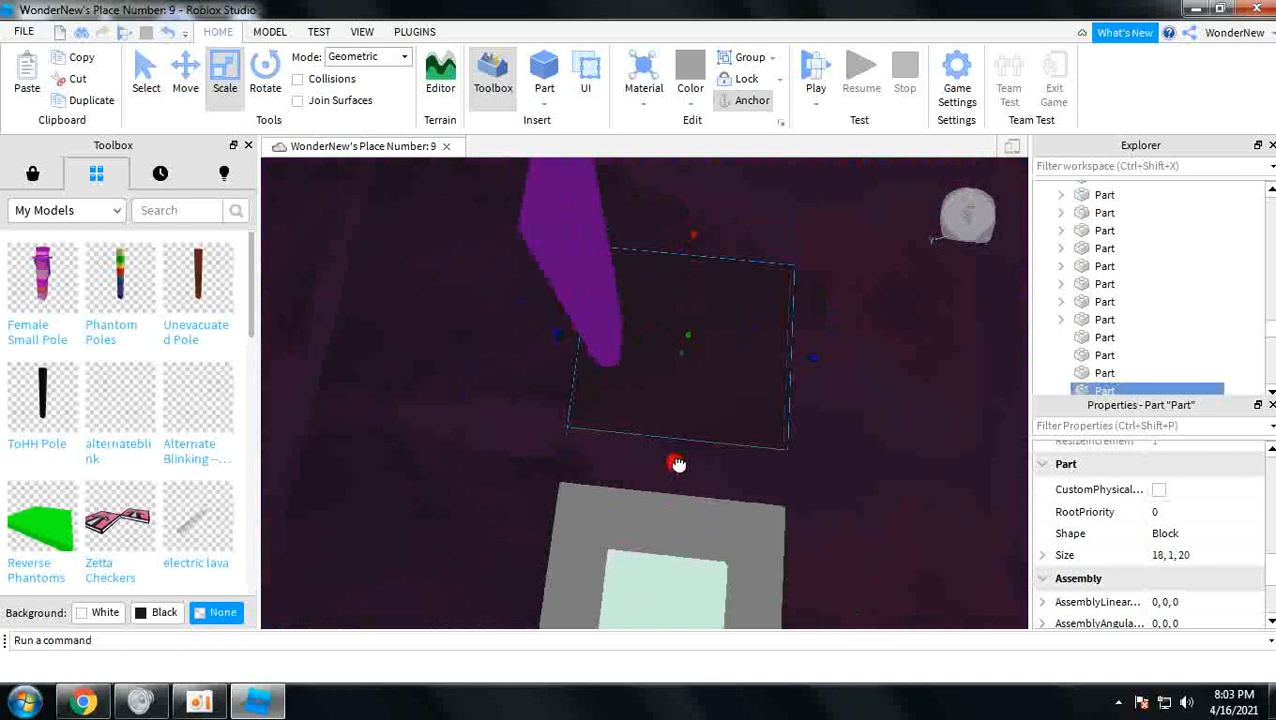 WonderNew's Place Number: 9 - Roblox Studio
FILE HOME MODEL TEST VIEW PLUGINS What's New WonderNew
Paste Copy Cut Duplicate Select Move Scale Rotate Mode: Geometric Collisions Join Surfaces Editor Toolbox Part UI Material Color Group Lock Anchor Play Resume Stop Game Settings Team Test Exit Game
Clipboard Tools Terrain Insert Edit Test Settings Team Test
Toolbox WonderNew's Place Number: 9 Explorer
Filter workspace (Ctrl+Shift+X)
My Models Search
Part
Part
Part
Part
Part
Part
Part
Part
Part
Part
Part
Part
Female Small Pole
Phantom Poles
Unevacuate d Pole
ToHH Pole
alternatebli nk
Alternate Blinking --...
Reverse Phantoms
Zetta Checkers
electric lava
Properties - Part "Part"
Filter Properties (Ctrl+Shift+P)
ResizeIncrement 1
Part
CustomPhysical...
RootPriority 0
Shape Block
Size 18, 1, 20
Assembly
AssemblyLinear... 0, 0, 0
AssemblyAngula... 0, 0, 0
Background: White Black None
Run a command
8:03 PM
4/16/2021